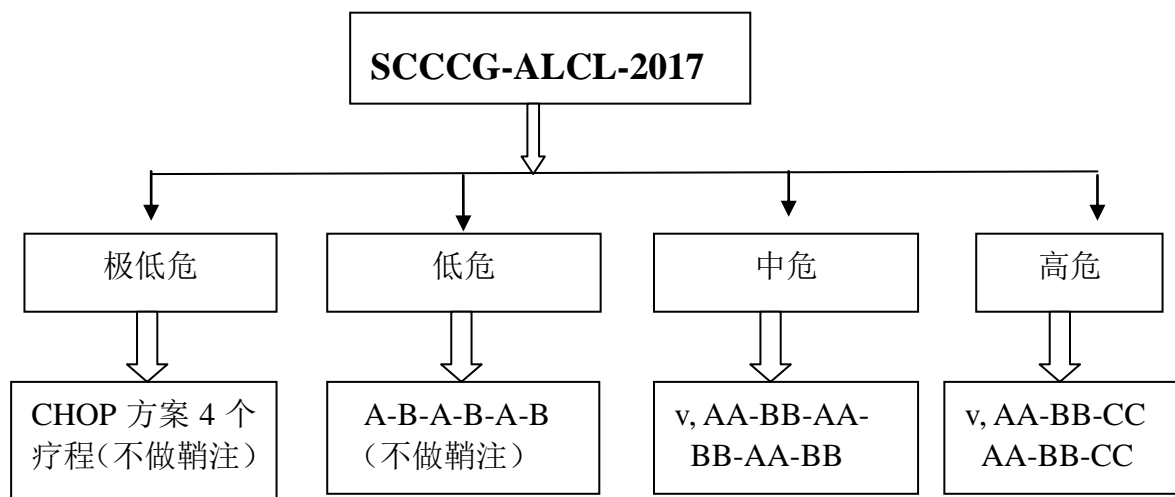 SCCCG-ALCL-2017
极低危
低危
中危
高危
CHOP 方案 4 个
疗程(不做鞘注)
A-B-A-B-A-B
(不做鞘注)
v, AA-BB-AA-
BB-AA-BB
v, AA-BB-CC
AA-BB-CC